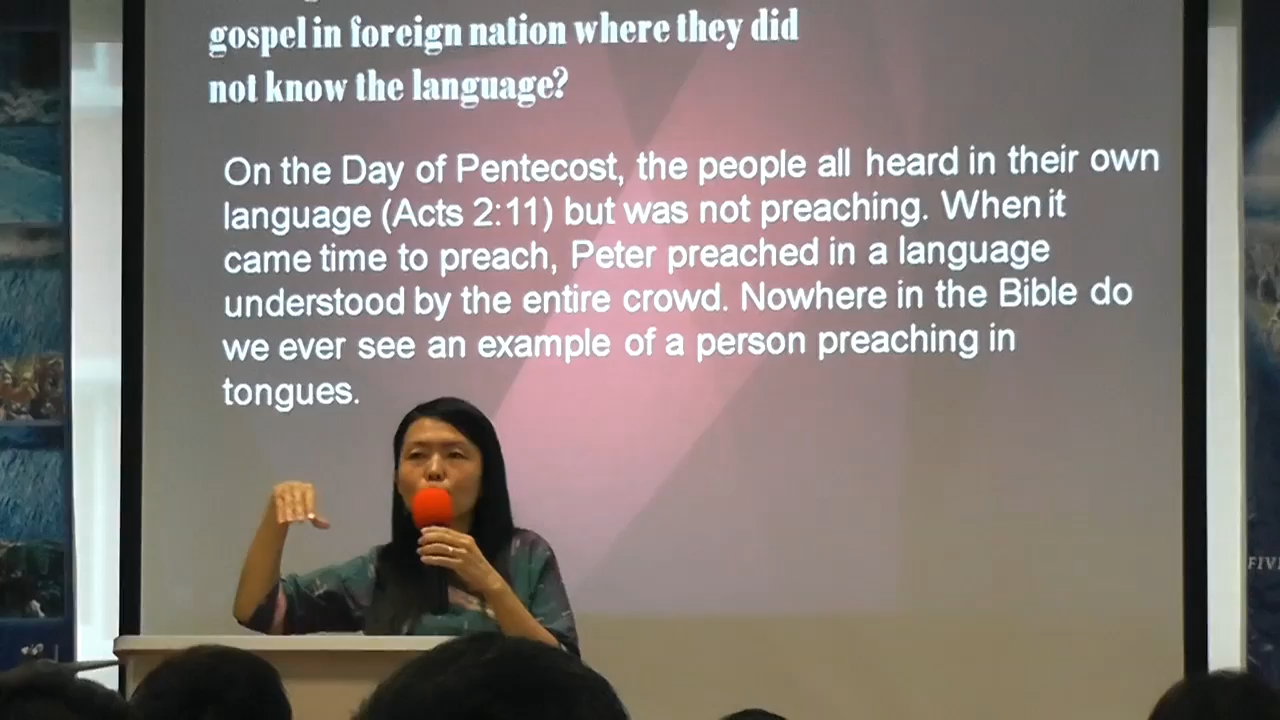 gospel in foreign nation where they did
not know the language?
On the Day of Pentecost, the people all heard in their own
language (Acts 2:11) but was not preaching. When it
came time to preach, Peter preached in a language
understood by the entire crowd. Nowhere in the Bible do
we ever see an example of a person preaching in
tongues.